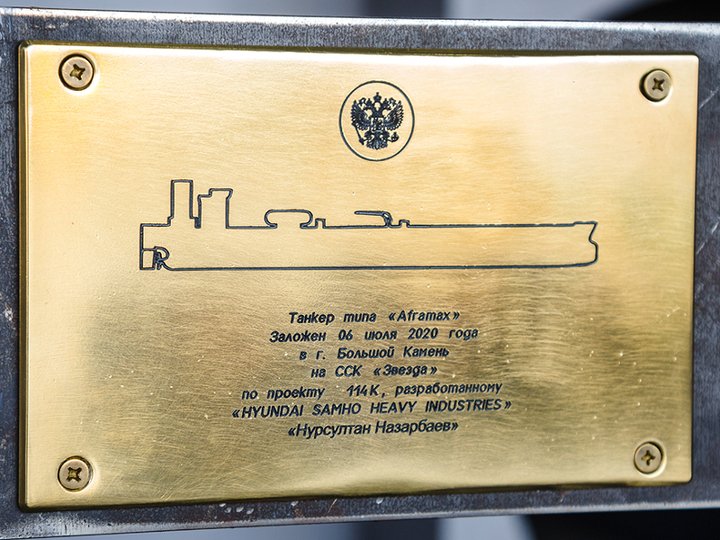 Танкер типа «Aframax»
Заложен 06 июля 2020 года
в г. Большой Камень
на ССК «Звезда»
по проекту 114К, разработанному
«HYUNDAI SAMHO HEAVY INDUSTRIES»
«Нурсултан Назарбаев»